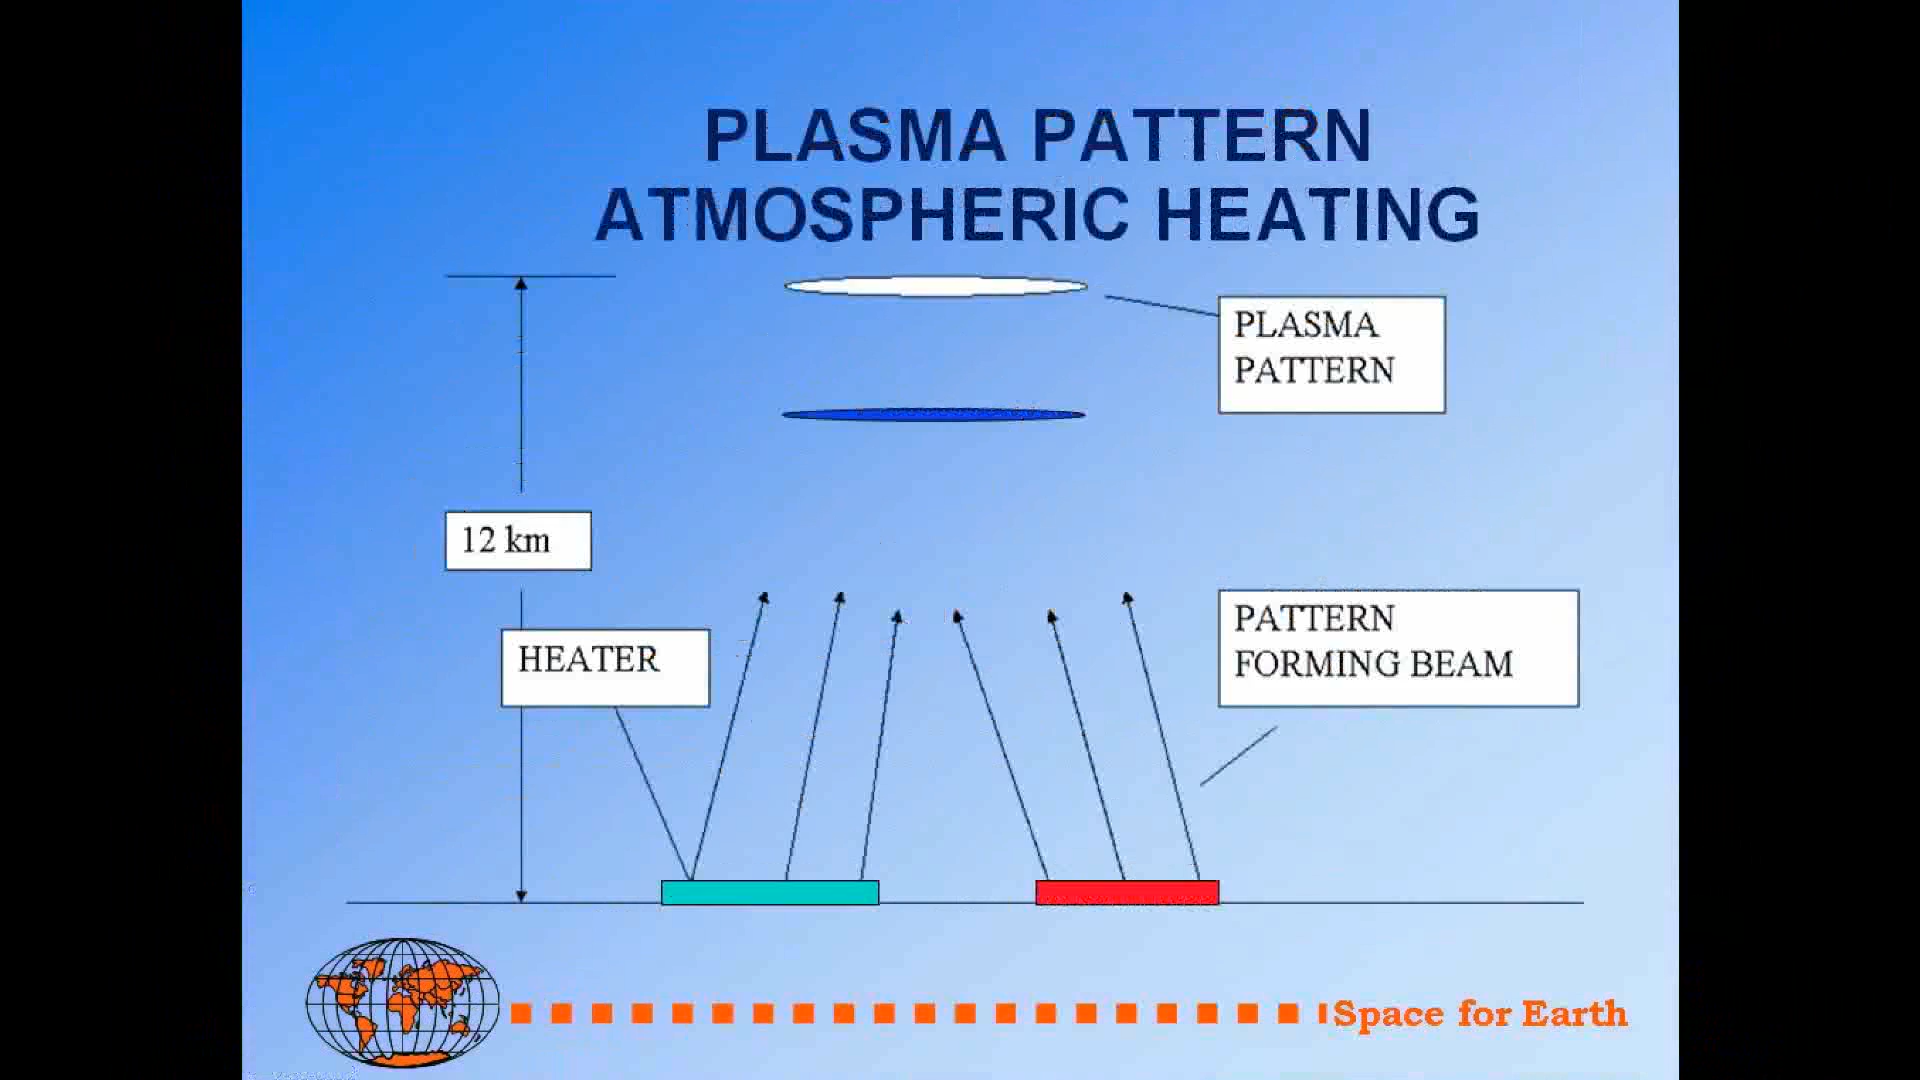 PLASMA PATTERN
ATMOSPHERIC HEATING
PLASMA
PATTERN
12 km
HEATER
PATTERN
FORMING BEAM
Space for Earth